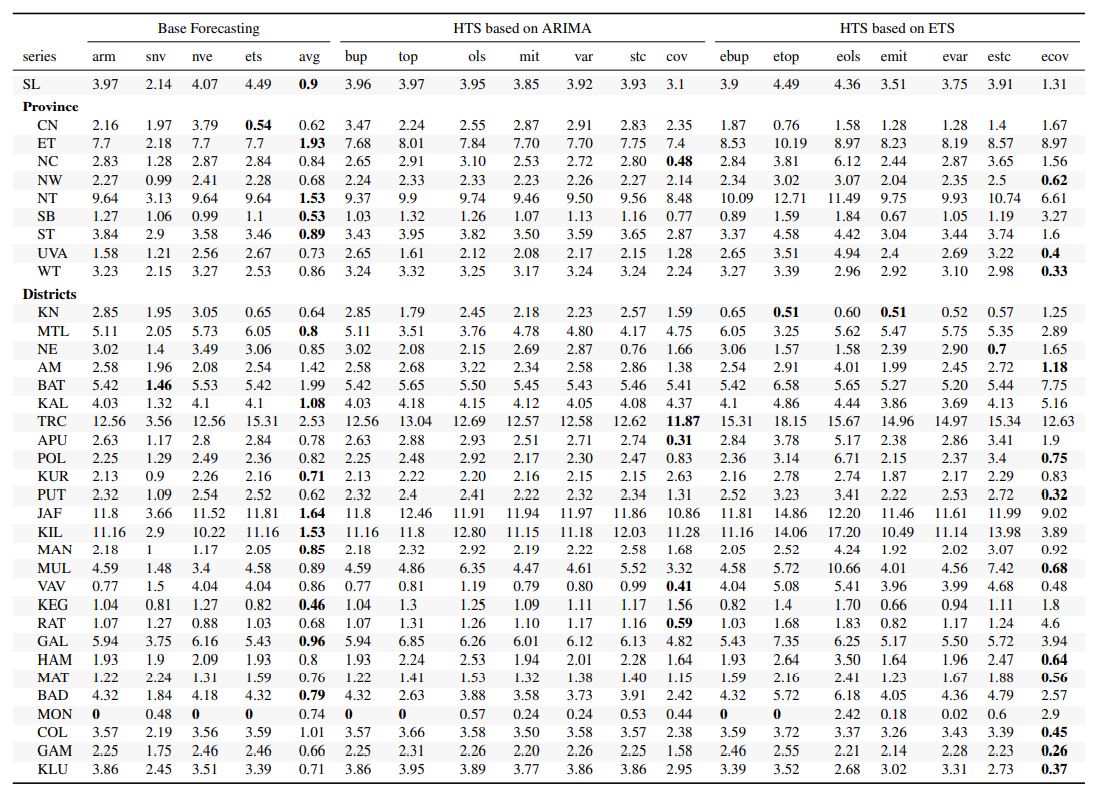 Base Forecasting HTS based on ARIMA HTS based on ETS
series arm snv nve ets avg bup top ols mit var stc cov ebup etop eols emit evar estc ecov
SL 3.97 2.14 4.07 4.49 0.9 3.96 3.97 3.95 3.85 3.92 3.93 3.1 3.9 4.49 4.36 3.51 3.75 3.91 1.31
Province
CN 2.16 1.97 3.79 0.54 0.62 3.47 2.24 2.55 2.87 2.91 2.83 2.35 1.87 0.76 1.58 1.28 1.28 1.4 1.67
ET 7.7 2.18 7.7 7.7 1.93 7.68 8.01 7.84 7.70 7.70 7.75 7.4 8.53 10.19 8.97 8.23 8.19 8.57 8.97
NC 2.83 1.28 2.87 2.84 0.84 2.65 2.91 3.10 2.53 2.72 2.80 0.48 2.84 3.81 6.12 2.44 2.87 3.65 1.56
NW 2.27 0.99 2.41 2.28 0.68 2.24 2.33 2.33 2.23 2.26 2.27 2.14 2.34 3.02 3.07 2.04 2.35 2.5 0.62
NT 9.64 3.13 9.64 9.64 1.53 9.37 9.9 9.74 9.46 9.50 9.56 8.48 10.09 12.71 11.49 9.75 9.93 10.74 6.61
SB 1.27 1.06 0.99 1.1 0.53 1.03 1.32 1.26 1.07 1.13 1.16 0.77 0.89 1.59 1.84 0.67 1.05 1.19 3.27
ST 3.84 2.9 3.58 3.46 0.89 3.43 3.95 3.82 3.50 3.59 3.65 2.87 3.37 4.58 4.42 3.04 3.44 3.74 1.6
UVA 1.58 1.21 2.56 2.67 0.73 2.65 1.61 2.12 2.08 2.17 2.15 1.28 2.65 3.51 4.94 2.4 2.69 3.22 0.4
WT 3.23 2.15 3.27 2.53 0.86 3.24 3.32 3.25 3.17 3.24 3.24 2.24 3.27 3.39 2.96 2.92 3.10 2.98 0.33
Districts
KN 2.85 1.95 3.05 0.65 0.64 2.85 1.79 2.45 2.18 2.23 2.57 1.59 0.65 0.51 0.60 0.51 0.52 0.57 1.25
MTL 5.11 2.05 5.73 6.05 0.8 5.11 3.51 3.76 4.78 4.80 4.17 4.75 6.05 3.25 5.62 5.47 5.75 5.35 2.89
NE 3.02 1.4 3.49 3.06 0.85 3.02 2.08 2.15 2.69 2.87 0.76 1.66 3.06 1.57 1.58 2.39 2.90 0.7 1.65
AM 2.58 1.96 2.08 2.54 1.42 2.58 2.68 3.22 2.34 2.58 2.86 1.38 2.54 2.91 4.01 1.99 2.45 2.72 1.18
BAT 5.42 1.46 5.53 5.42 1.99 5.42 5.65 5.50 5.45 5.43 5.46 5.41 5.42 6.58 5.65 5.27 5.20 5.44 7.75
KAL 4.03 1.32 4.1 4.1 1.08 4.03 4.18 4.15 4.12 4.05 4.08 4.37 4.1 4.86 4.44 3.86 3.69 4.13 5.16
TRC 12.56 3.56 12.56 15.31 2.53 12.56 13.04 12.69 12.57 12.58 12.62 11.87 15.31 18.15 15.67 14.96 14.97 15.34 12.63
APU 2.63 1.17 2.8 2.84 0.78 2.63 2.88 2.93 2.51 2.71 2.74 0.31 2.84 3.78 5.17 2.38 2.86 3.41 1.9
POL 2.25 1.29 2.49 2.36 0.82 2.25 2.48 2.92 2.17 2.30 2.47 0.83 2.36 3.14 6.71 2.15 2.37 3.4 0.75
KUR 2.13 0.9 2.26 2.16 0.71 2.13 2.22 2.20 2.16 2.15 2.15 2.63 2.16 2.78 2.74 1.87 2.17 2.29 0.83
PUT 2.32 1.09 2.54 2.52 0.62 2.32 2.4 2.41 2.22 2.32 2.34 1.31 2.52 3.23 3.41 2.22 2.53 2.72 0.32
JAF 11.8 3.66 11.52 11.81 1.64 11.8 12.46 11.91 11.94 11.97 11.86 10.86 11.81 14.86 12.20 11.46 11.61 11.99 9.02
KIL 11.16 2.9 10.22 11.16 1.53 11.16 11.8 12.80 11.15 11.18 12.03 11.28 11.16 14.06 17.20 10.49 11.14 13.98 3.89
MAN 2.18 1 1.17 2.05 0.85 2.18 2.32 2.92 2.19 2.22 2.58 1.68 2.05 2.52 4.24 1.92 2.02 3.07 0.92
MUL 4.59 1.48 3.4 4.58 0.89 4.59 4.86 6.35 4.47 4.61 5.52 3.32 4.58 5.72 10.66 4.01 4.56 7.42 0.68
VAV 0.77 1.5 4.04 4.04 0.86 0.77 0.81 1.19 0.79 0.80 0.99 0.41 4.04 5.08 5.41 3.96 3.99 4.68 0.48
KEG 1.04 0.81 1.27 0.82 0.46 1.04 1.3 1.25 1.09 1.11 1.17 1.56 0.82 1.4 1.70 0.66 0.94 1.11 1.8
RAT 1.07 1.27 0.88 1.03 0.68 1.07 1.31 1.26 1.10 1.17 1.16 0.59 1.03 1.68 1.83 0.82 1.17 1.24 4.6
GAL 5.94 3.75 6.16 5.43 0.96 5.94 6.85 6.26 6.01 6.12 6.13 4.82 5.43 7.35 6.25 5.17 5.50 5.72 3.94
HAM 1.93 1.9 2.09 1.93 0.8 1.93 2.24 2.53 1.94 2.01 2.28 1.64 1.93 2.64 3.50 1.64 1.96 2.47 0.64
MAT 1.22 2.24 1.31 1.59 0.76 1.22 1.41 1.53 1.32 1.38 1.40 1.15 1.59 2.16 2.41 1.23 1.67 1.88 0.56
BAD 4.32 1.84 4.18 4.32 0.79 4.32 2.63 3.88 3.58 3.73 3.91 2.42 4.32 5.72 6.18 4.05 4.36 4.79 2.57
MON 0 0.48 0 0 0.74 0 0 0.57 0.24 0.24 0.53 0.44 0 0 2.42 0.18 0.02 0.6 2.9
COL 3.57 2.19 3.56 3.59 1.01 3.57 3.66 3.58 3.50 3.58 3.57 2.38 3.59 3.72 3.37 3.26 3.43 3.39 0.45
GAM 2.25 1.75 2.46 2.46 0.66 2.25 2.31 2.26 2.20 2.26 2.25 1.58 2.46 2.55 2.21 2.14 2.28 2.23 0.26
KLU 3.86 2.45 3.51 3.39 0.71 3.86 3.95 3.89 3.77 3.86 3.86 2.95 3.39 3.52 2.68 3.02 3.31 2.73 0.37